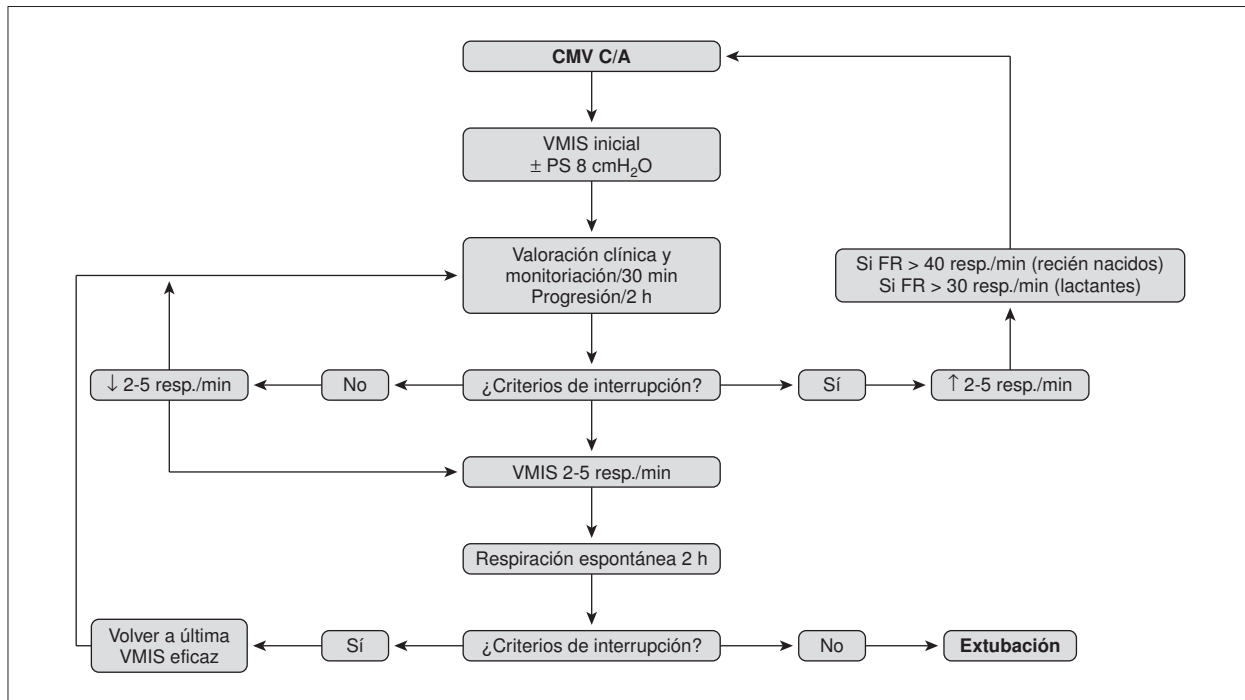 CMV C/A
VMIS inicial
± PS 8 cmH₂O
Valoración clínica y
monitoriación/30 min
Progresión/2 h
Si FR > 40 resp./min (recién nacidos)
Si FR > 30 resp./min (lactantes)
↓ 2-5 resp./min
No
¿Criterios de interrupción?
Sí
↑ 2-5 resp./min
VMIS 2-5 resp./min
Respiración espontánea 2 h
Volver a última
VMIS eficaz
Sí
¿Criterios de interrupción?
No
Extubación